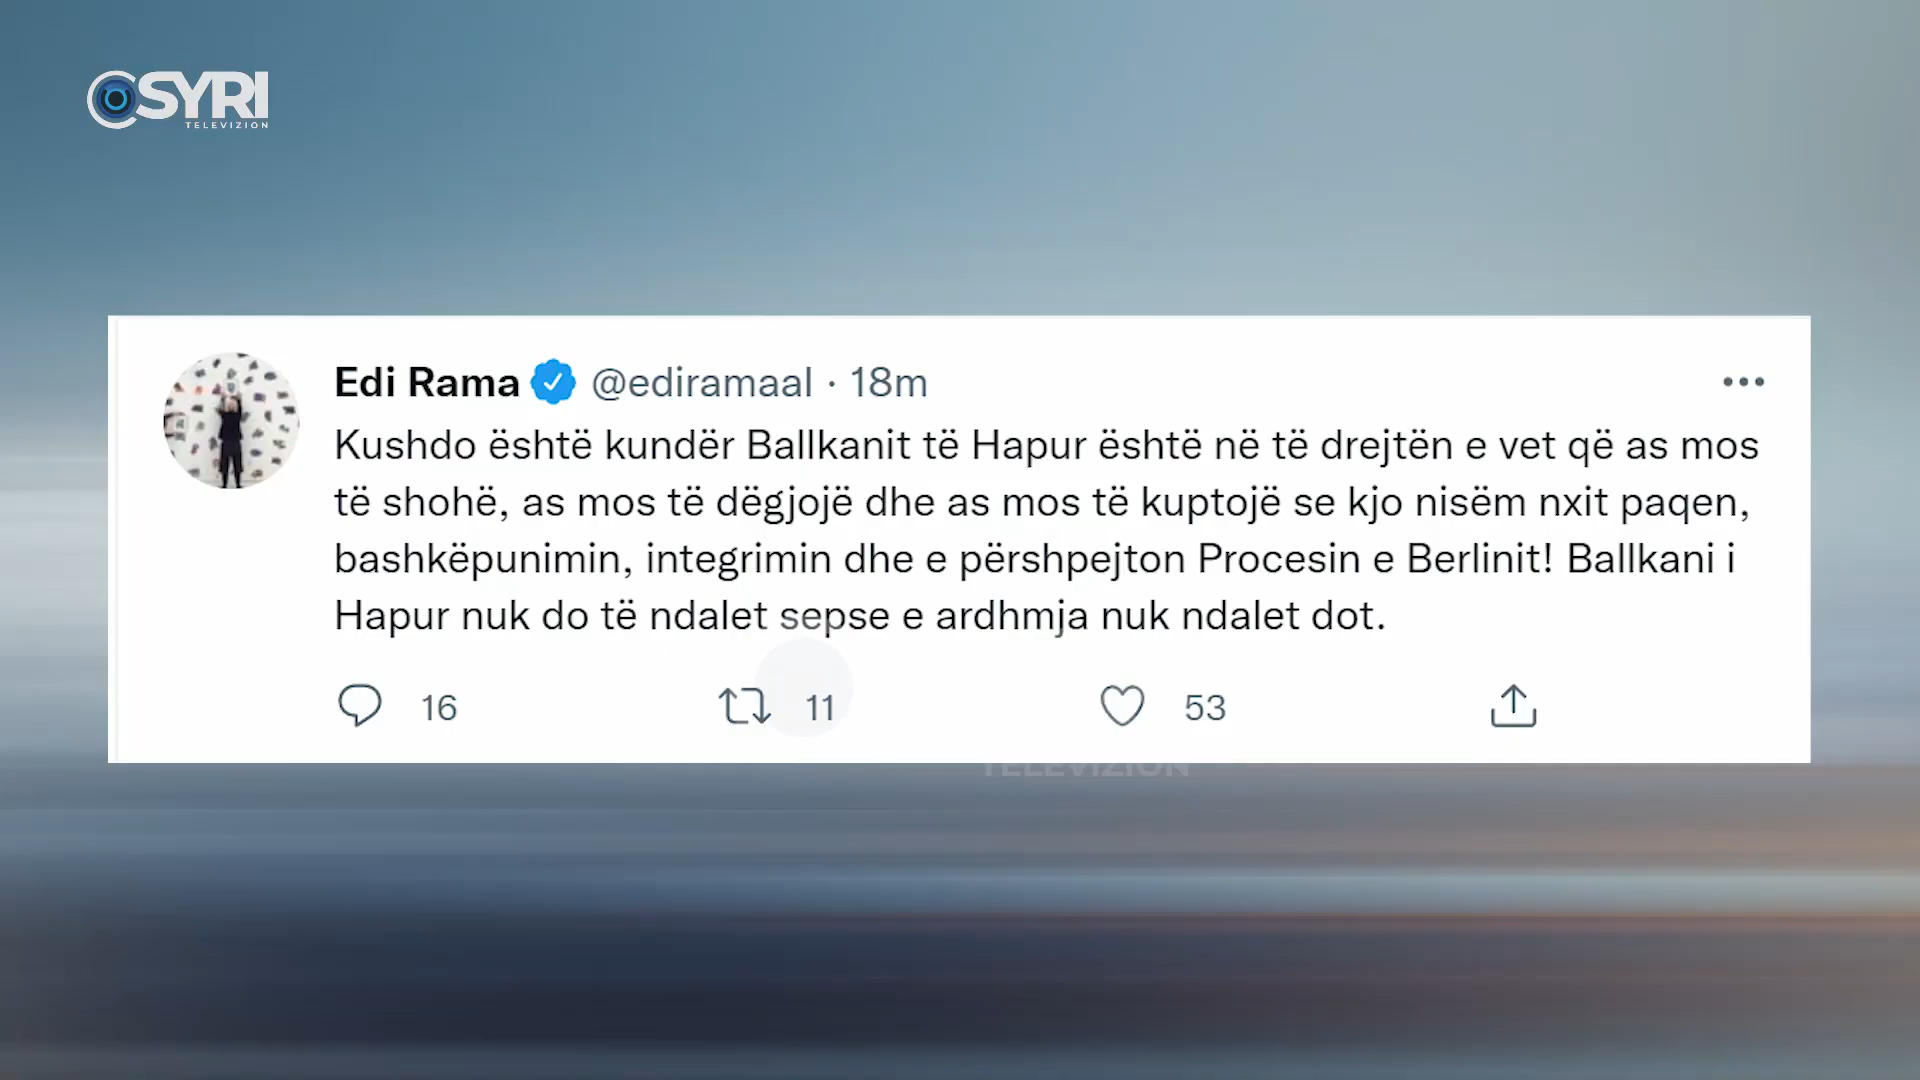 SYRI
TELEVIZION
Edi Rama @ediramaal · 18m
Kushdo është kundër Ballkanit të Hapur është në të drejtën e vet që as mos
të shohë, as mos të dëgjojë dhe as mos të kuptojë se kjo nisëm nxit paqen,
bashkëpunimin, integrimin dhe e përshpejton Procesin e Berlinit! Ballkani i
Hapur nuk do të ndalet sepse e ardhmja nuk ndalet dot.
16 11 53
TELEVIZION